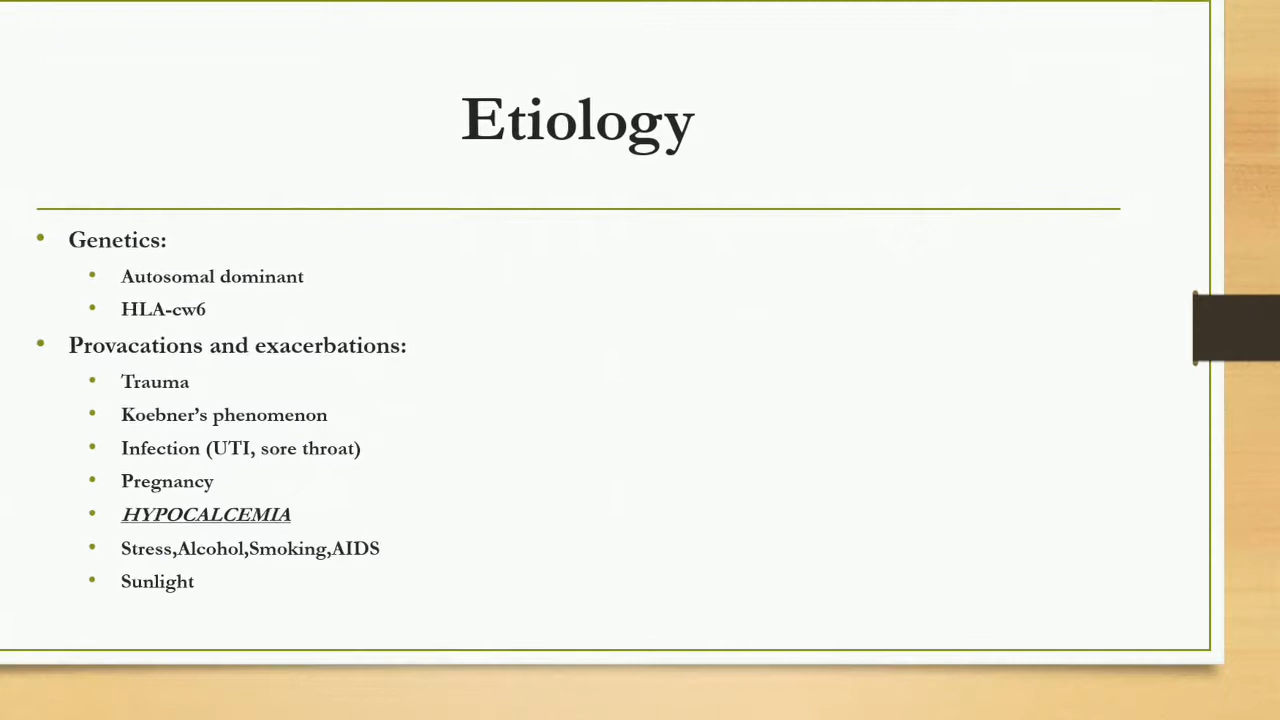 Etiology
• Genetics:
• Autosomal dominant
• HLA-cw6
• Provacations and exacerbations:
• Trauma
• Koebner's phenomenon
• Infection (UTI, sore throat)
• Pregnancy
• HYPOCALCEMIA
• Stress,Alcohol,Smoking,AIDS
• Sunlight